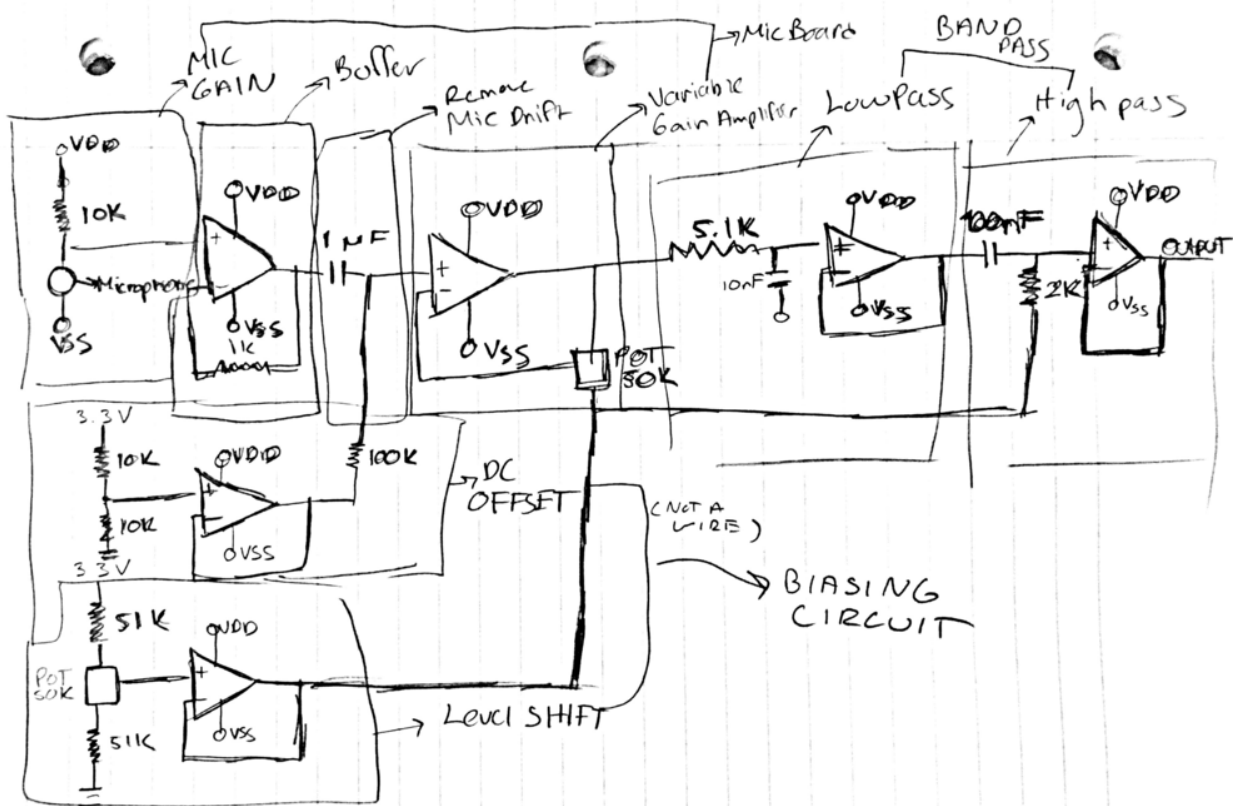 MIC
GAIN
Buffer
Remove
Mic Drift
Variable
Gain Amplifier
Mic Board
BAND
PASS
Low Pass
High pass
VDD
10K
Microphone
VSS
+
VDD
VSS
1K
+
-
VDD
VSS
POT
50K
5.1K
10nF
VDD
VSS
100nF
2K
+
VDD
VSS
OUTPUT
3.3V
10K
10K
+
VDD
VSS
100K
DC
OFFSET
(NOT A
WIRE)
BIASING
CIRCUIT
3.3V
51K
POT
50K
51K
+
VDD
VSS
Level SHIFT